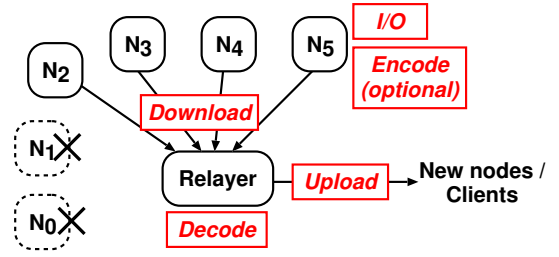 N3
N4
N5
I/O
N2
Encode
(optional)
Download
N1
Relayer
Upload
New nodes /
Clients
N0
Decode